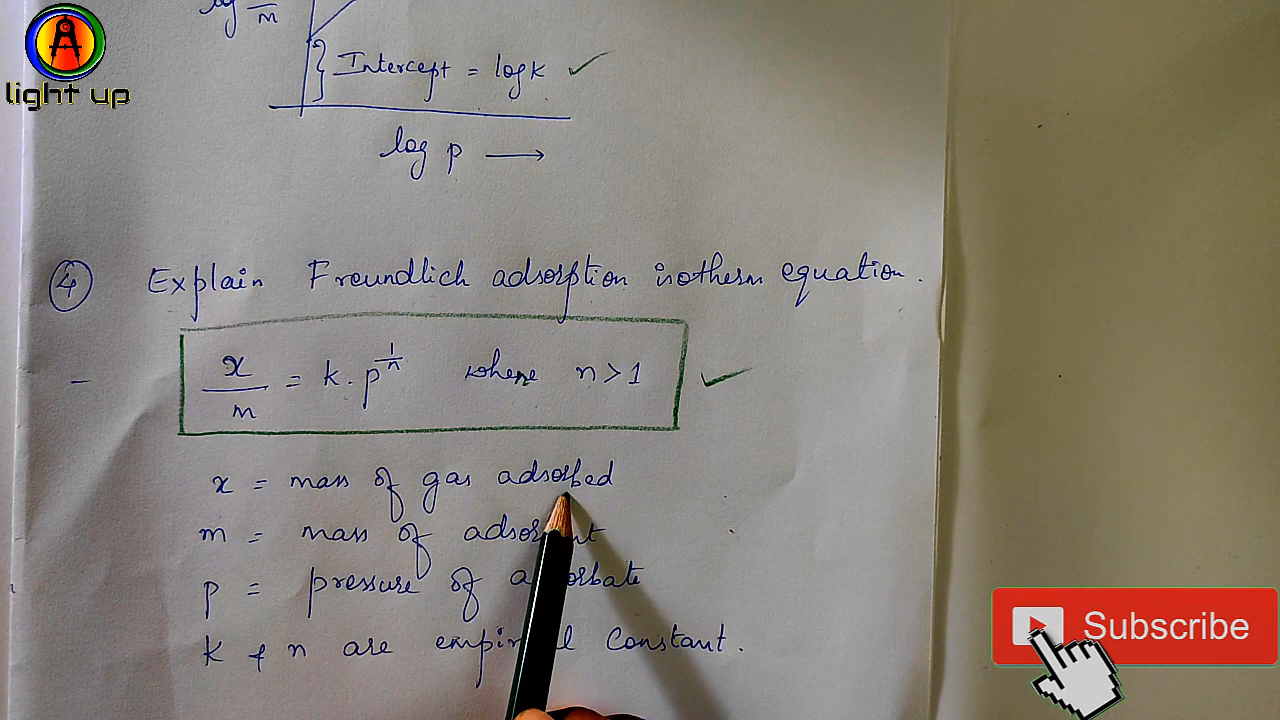 log x/m
light up
} Intercept = log k ✓
log p ⟶
④ Explain Freundlich adsorption isotherm equation.
– x/m = k . p^(1/n) where n > 1 ✓
x = mass of gas adsorbed
m = mass of
p = pressure of
k & n are constant.
Subscribe